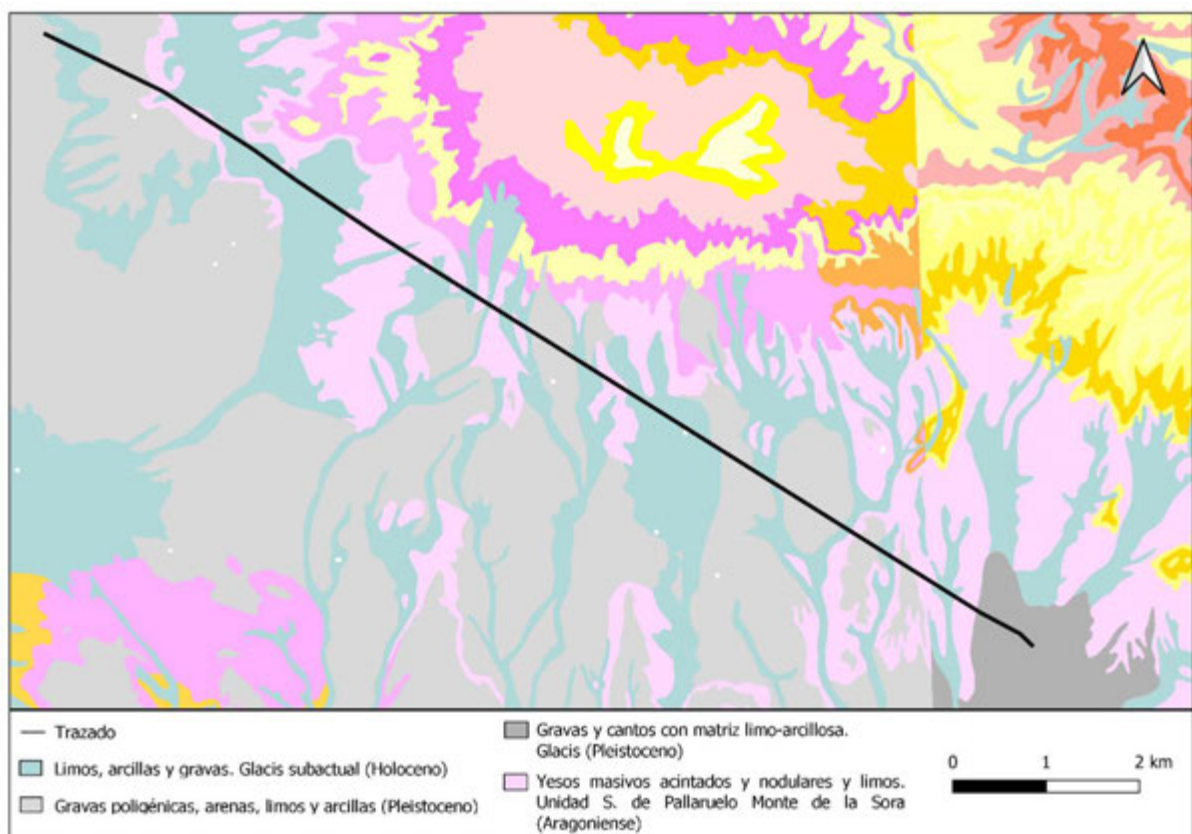 Trazado
Limos, arcillas y gravas. Glacis subactual (Holoceno)
Gravas poligénicas, arenas, limos y arcillas (Pleistoceno)
Gravas y cantos con matriz limo-arcillosa.
Glacis (Pleistoceno)
Yesos masivos acintados y nodulares y limos.
Unidad S. de Pallaruelo Monte de la Sora
(Aragoniense)
0 1 2 km